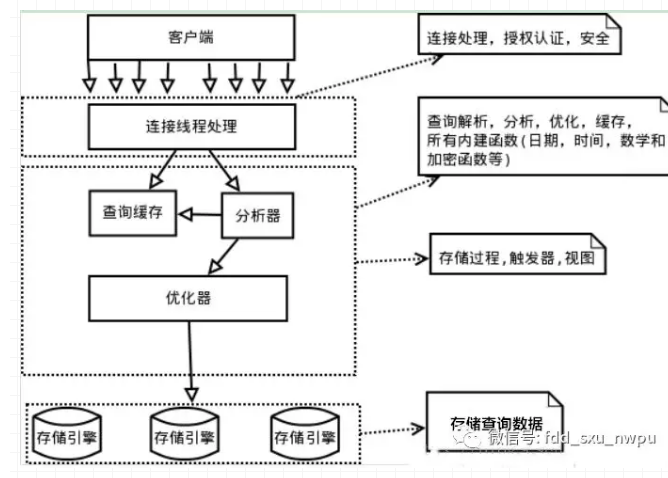 客户端
连接处理，授权认证，安全
连接线程处理
查询解析，分析，优化，缓存，
所有内建函数(日期，时间，数学和
加密函数等)
查询缓存
分析器
存储过程,触发器,视图
优化器
存储引擎
存储引擎
存储引擎
存储查询数据
微信号: fdd_sxu_nwpu